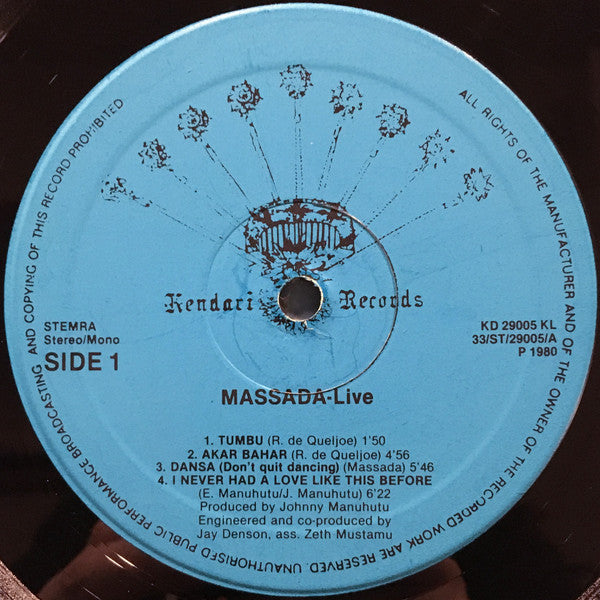 ALL RIGHTS OF THE MANUFACTURER AND OF THE OWNER OF THE RECORDED WORK ARE RESERVED. UNAUTHORISED PUBLIC PERFORMANCE BROADCASTING AND COPYING OF THIS RECORD PROHIBITED
Kendari Records
STEMRA
Stereo/Mono
SIDE 1
KD 29005 KL
33/ST/29005/A
P 1980
MASSADA-Live
1. TUMBU (R. de Queljoe) 1'50
2. AKAR BAHAR (R. de Queljoe) 4'56
3. DANSA (Don't quit dancing) (Massada) 5'46
4. I NEVER HAD A LOVE LIKE THIS BEFORE
(E. Manuhutu/J. Manuhutu) 6'22
Produced by Johnny Manuhutu
Engineered and co-produced by
Jay Denson, ass. Zeth Mustamu